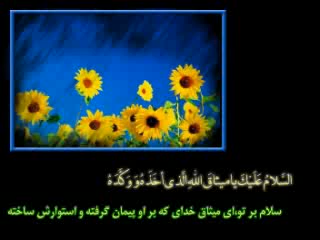 السَّلامُ عَلَيْكَ يا ميثاقَ اللهِ الَّذى أَخَذَهُ وَ وَكَّدَهُ
سلام بر تو،ای میثاق خدای که بر او پیمان گرفته و استوارش ساخته